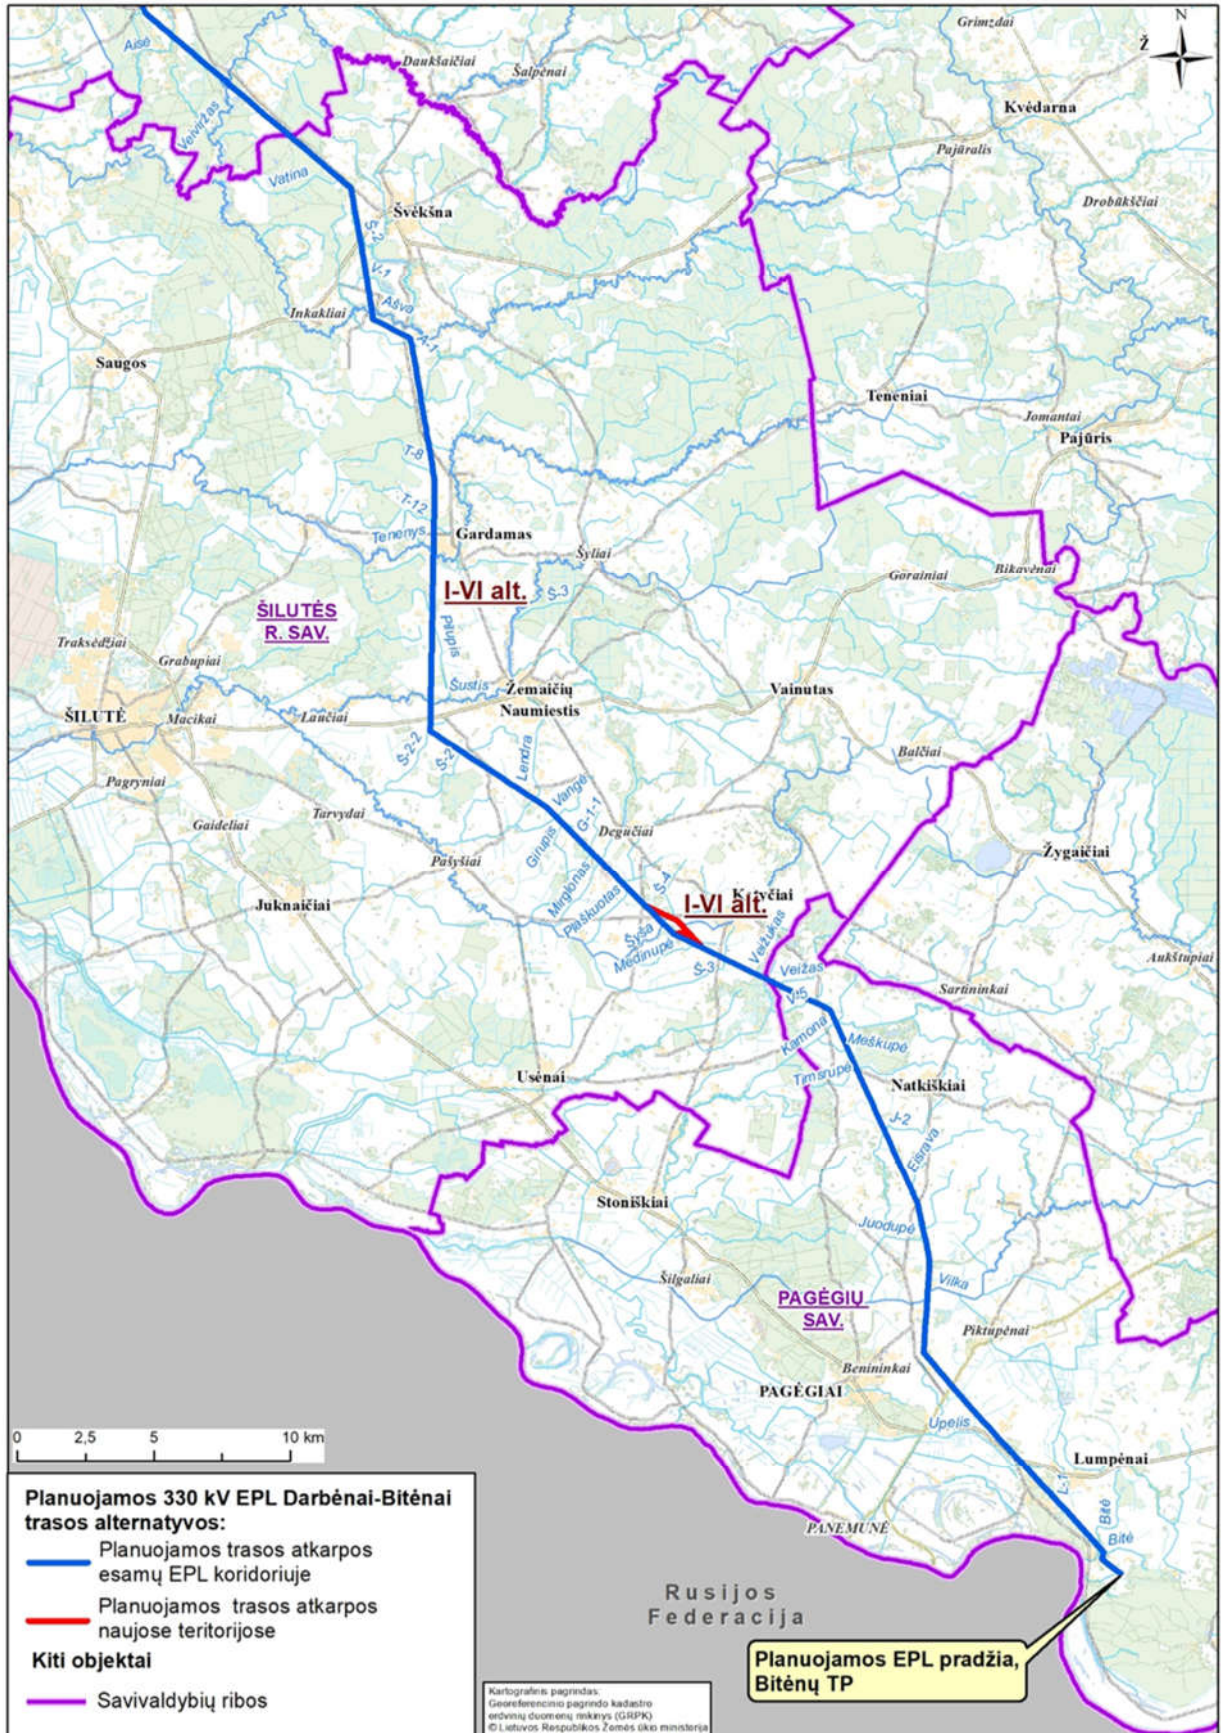 N
Ž
Grimzdai
Aisė
Daukšaičiai
Šalpėnai
Kvėdarna
Veiviržas
Pajūralis
Vatina
Drobūkščiai
Švėkšna
Š-2
V-1
Ašva
Inkakliai
A-1
Saugos
Teneniai
Jomantai
Pajūris
T-8
T-12
Tenenys
Gardamas
Šyliai
Bikavėnai
Gorainiai
I-VI alt.
Š-3
ŠILUTĖS
R. SAV.
Pilupis
Traksėdžiai
Grabupiai
Šustis
Žemaičių
Naumiestis
Vainutas
ŠILUTĖ
Macikai
Laučiai
Š-2-2
Š-2
Lendra
Balčiai
Pagryniai
Vangė
G-1-1
Tarvydai
Gaideliai
Degučiai
Girupis
Pašyšiai
Žygaičiai
Miglonas
Š-4
Plaškuotas
I-VI alt.
Juknaičiai
Šyša
Medinupė
Veižukas
Aukštupiai
Š-3
Veižas
Sartininkai
V-5
Kamona
Meškupė
Usėnai
Natkiškiai
J-2
Eisrava
Stoniškiai
Juodupė
Šilgaliai
Vilka
PAGĖGIŲ
SAV.
Piktupėnai
Benininkai
PAGĖGIAI
Upelis
Lumpėnai
L-1
0 2,5 5 10 km
PANEMUNĖ
Bitė
Bitė
Planuojamos 330 kV EPL Darbėnai-Bitėnai
trasos alternatyvos:
Planuojamos trasos atkarpos
esamų EPL koridoriuje
Planuojamos trasos atkarpos
naujose teritorijose
Kiti objektai
Savivaldybių ribos
Rusijos
Federacija
Planuojamos EPL pradžia,
Bitėnų TP
Kartografinis pagrindas:
Georeferencinio pagrindo kadastro
erdvinių duomenų rinkinys (GRPK)
© Lietuvos Respublikos Žemės ūkio ministerija